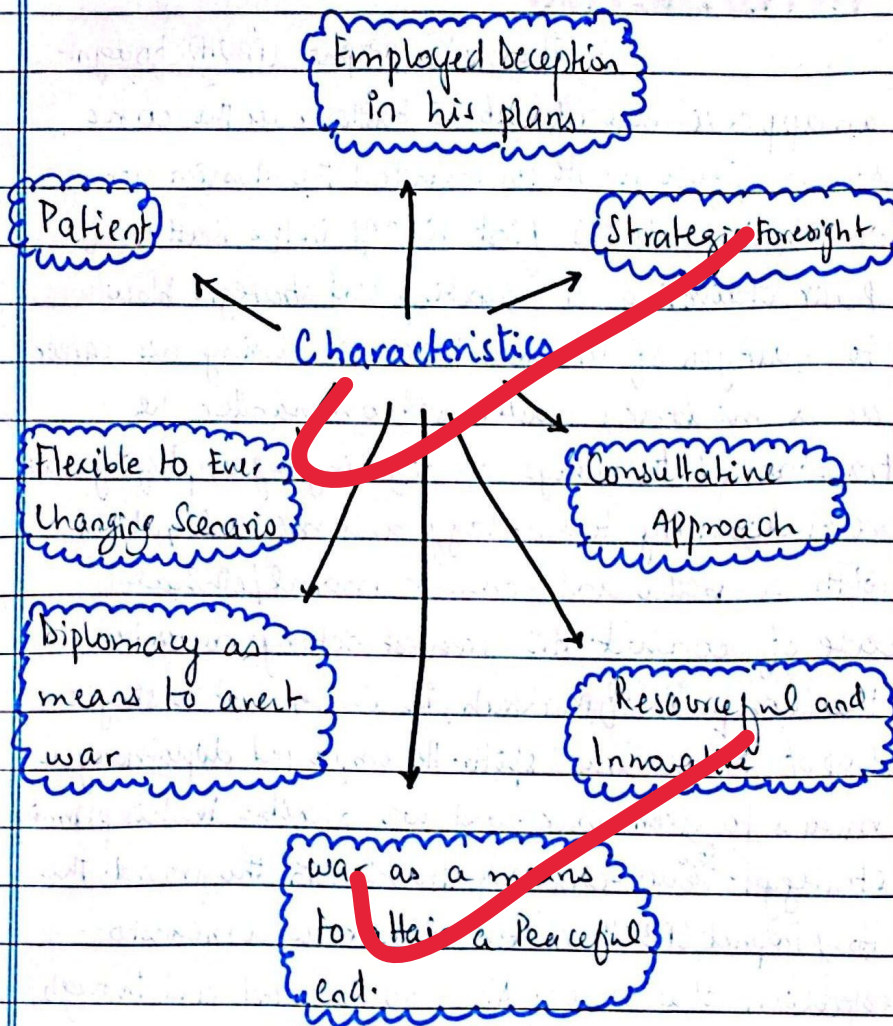 Employed Deception
in his plans
Patient
Strategic Foresight
Characteristics
Flexible to Ever
Changing Scenario
Consultative
Approach
Diplomacy as
means to avert
war
Resourceful and
Innovative
war as a means
to attain a Peaceful
end.